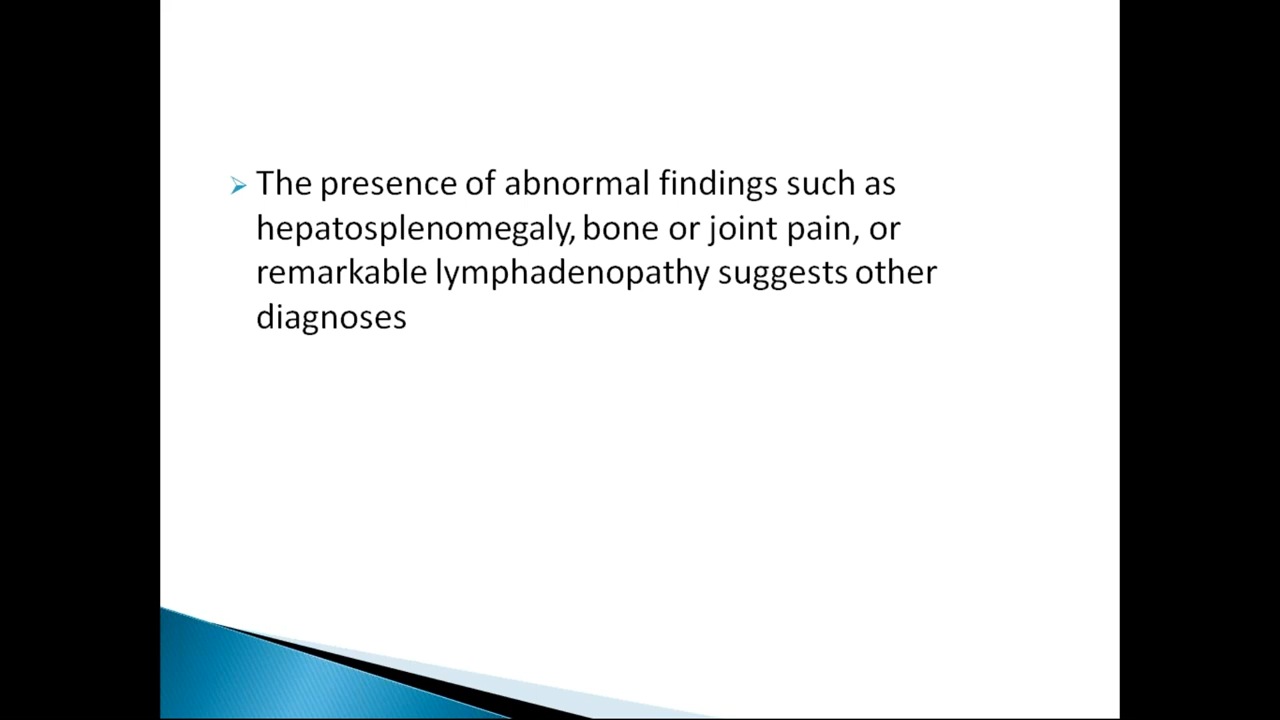 The presence of abnormal findings such as
hepatosplenomegaly, bone or joint pain, or
remarkable lymphadenopathy suggests other
diagnoses